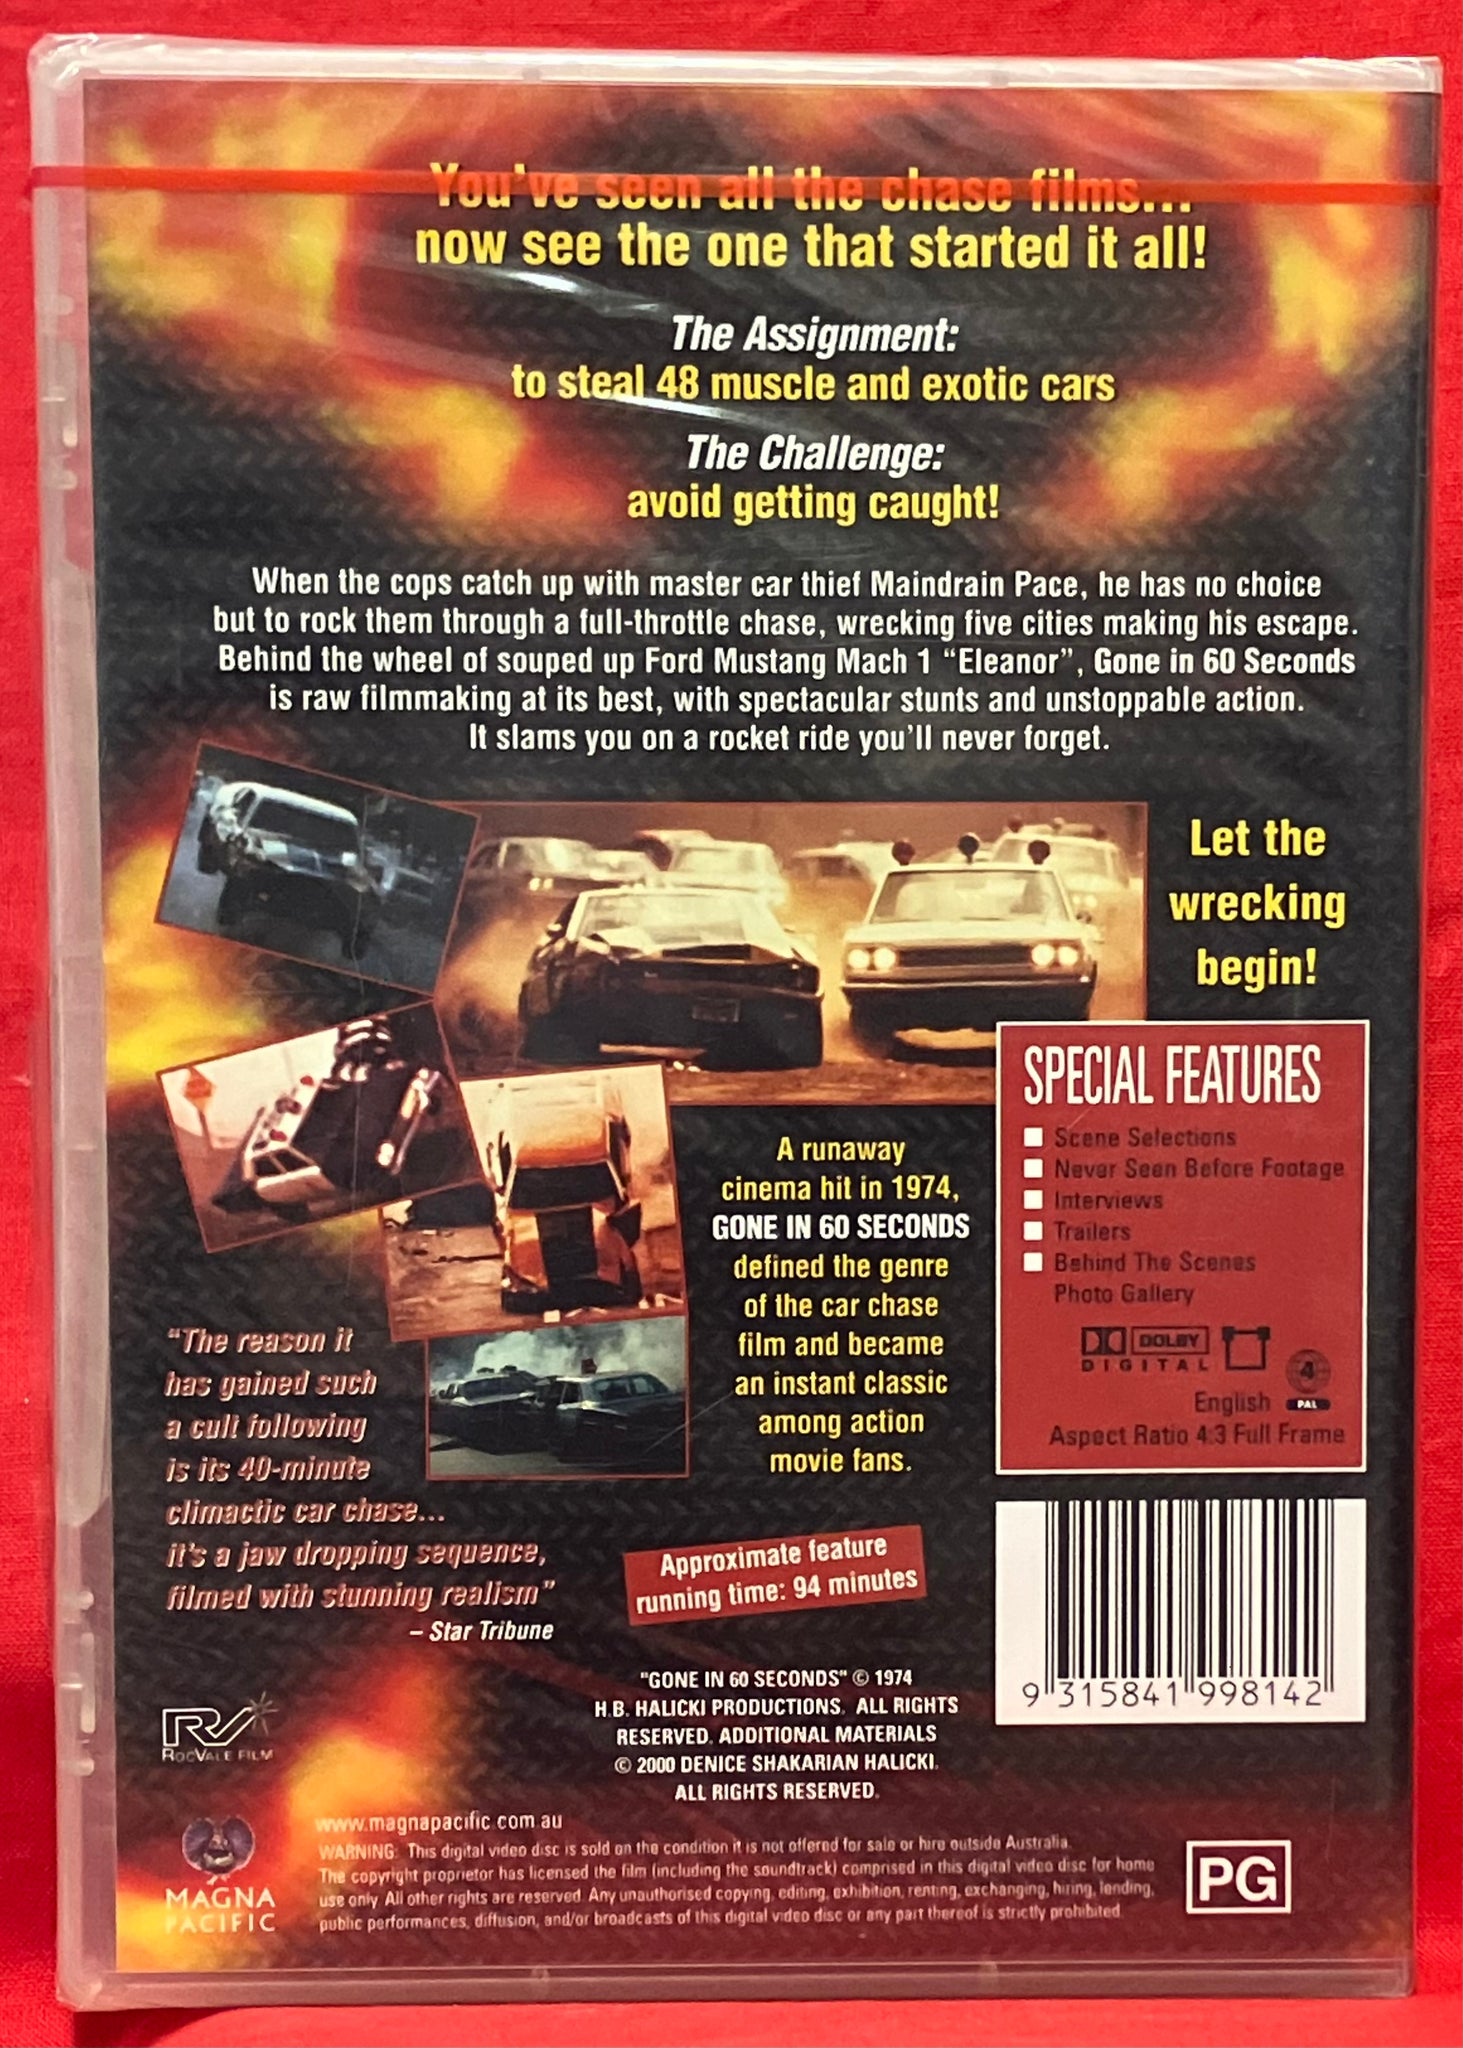 You've seen all the chase films...
now see the one that started it all!
The Assignment:
to steal 48 muscle and exotic cars
The Challenge:
avoid getting caught!
When the cops catch up with master car thief Maindrain Pace, he has no choice
but to rock them through a full-throttle chase, wrecking five cities making his escape.
Behind the wheel of souped up Ford Mustang Mach 1 “Eleanor”, Gone in 60 Seconds
is raw filmmaking at its best, with spectacular stunts and unstoppable action.
It slams you on a rocket ride you'll never forget.
Let the
wrecking
begin!
A runaway
cinema hit in 1974,
GONE IN 60 SECONDS
defined the genre
of the car chase
film and became
an instant classic
among action
movie fans.
SPECIAL FEATURES
Scene Selections
Never Seen Before Footage
Interviews
Trailers
Behind The Scenes
Photo Gallery
DOLBY
DIGITAL
4
English PAL
Aspect Ratio 4:3 Full Frame
“The reason it
has gained such
a cult following
is its 40-minute
climactic car chase...
it's a jaw dropping sequence,
filmed with stunning realism”
– Star Tribune
Approximate feature
running time: 94 minutes
9 315841 998142
"GONE IN 60 SECONDS" © 1974
H.B. HALICKI PRODUCTIONS. ALL RIGHTS
RESERVED. ADDITIONAL MATERIALS
© 2000 DENICE SHAKARIAN HALICKI.
ALL RIGHTS RESERVED.
RV
ROCVALE FILM
MAGNA
PACIFIC
www.magnapacific.com.au
WARNING: This digital video disc is sold on the condition it is not offered for sale or hire outside Australia.
The copyright proprietor has licensed the film (including the soundtrack) comprised in this digital video disc for home
use only. All other rights are reserved. Any unauthorised copying, editing, exhibition, renting, exchanging, hiring, lending,
public performances, diffusion, and/or broadcasts of this digital video disc or any part thereof is strictly prohibited.
PG